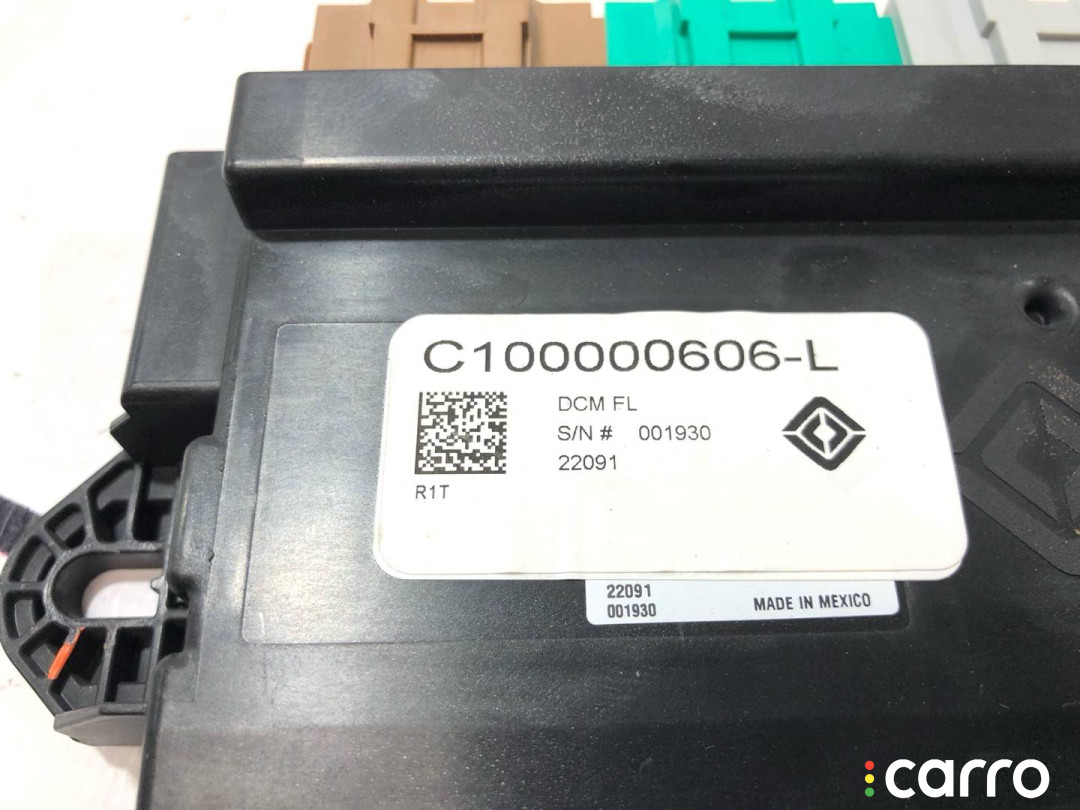 C100000606-L
DCM FL
S/N # 001930
22091
R1T
22091
001930
MADE IN MEXICO
carro